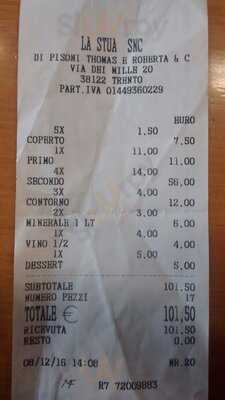 LA STUA SNC
DI PISONI THOMAS E ROBERTA & C
VIA DEI MILLE 20
38122 TRENTO
PART.IVA 01449360229
EURO
5X 1.50
COPERTO 7.50
1X 11.00
PRIMO 11.00
4X 14.00
SECONDO 56,00
3X 4.00
CONTORNO 12.00
2X 3.00
MINERALE 1 LT 6.00
1X 4.00
VINO 1/2 4.00
1X 5.00
DESSERT 5.00
SUBTOTALE 101.50
NUMERO PEZZI 17
TOTALE € 101,50
RICEVUTA 101.50
RESTO 0.00
08/12/16 14:08 NR.20
MF R7 72009883